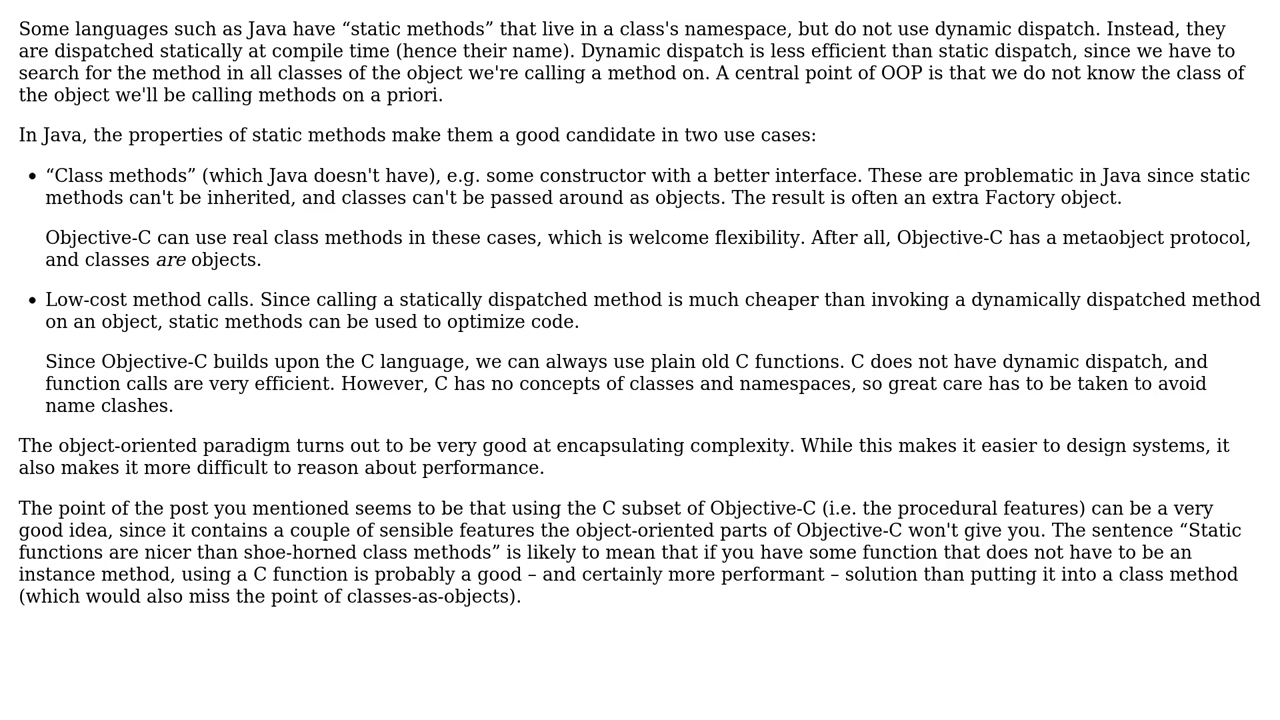 Some languages such as Java have “static methods” that live in a class's namespace, but do not use dynamic dispatch. Instead, they
are dispatched statically at compile time (hence their name). Dynamic dispatch is less efficient than static dispatch, since we have to
search for the method in all classes of the object we're calling a method on. A central point of OOP is that we do not know the class of
the object we'll be calling methods on a priori.
In Java, the properties of static methods make them a good candidate in two use cases:
• “Class methods” (which Java doesn't have), e.g. some constructor with a better interface. These are problematic in Java since static
methods can't be inherited, and classes can't be passed around as objects. The result is often an extra Factory object.
Objective-C can use real class methods in these cases, which is welcome flexibility. After all, Objective-C has a metaobject protocol,
and classes are objects.
• Low-cost method calls. Since calling a statically dispatched method is much cheaper than invoking a dynamically dispatched method
on an object, static methods can be used to optimize code.
Since Objective-C builds upon the C language, we can always use plain old C functions. C does not have dynamic dispatch, and
function calls are very efficient. However, C has no concepts of classes and namespaces, so great care has to be taken to avoid
name clashes.
The object-oriented paradigm turns out to be very good at encapsulating complexity. While this makes it easier to design systems, it
also makes it more difficult to reason about performance.
The point of the post you mentioned seems to be that using the C subset of Objective-C (i.e. the procedural features) can be a very
good idea, since it contains a couple of sensible features the object-oriented parts of Objective-C won't give you. The sentence “Static
functions are nicer than shoe-horned class methods” is likely to mean that if you have some function that does not have to be an
instance method, using a C function is probably a good – and certainly more performant – solution than putting it into a class method
(which would also miss the point of classes-as-objects).